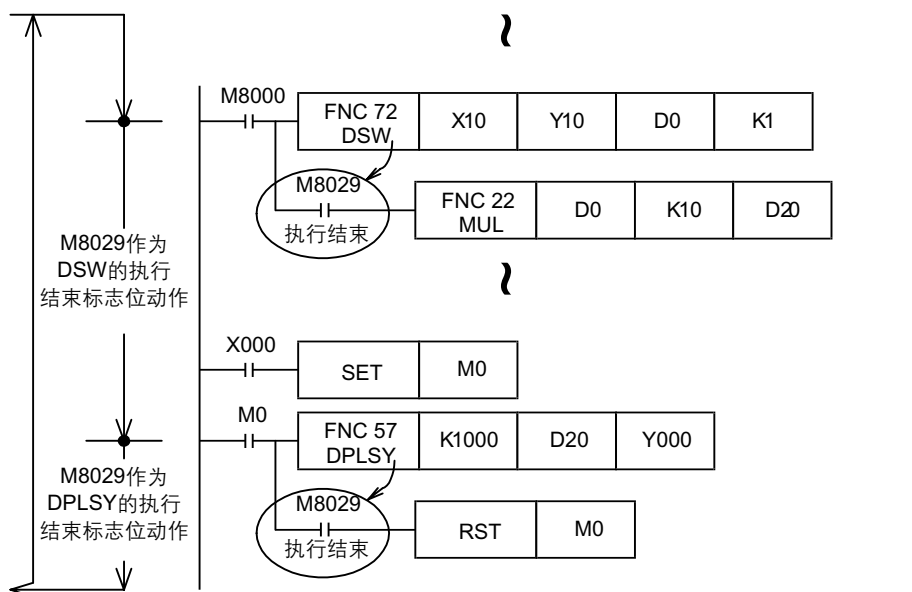 M8000
FNC 72
DSW
X10
Y10
D0
K1
M8029
执行结束
FNC 22
MUL
D0
K10
D20
M8029作为
DSW的执行
结束标志位动作
X000
SET
M0
M0
FNC 57
DPLSY
K1000
D20
Y000
M8029作为
DPLSY的执行
结束标志位动作
M8029
执行结束
RST
M0